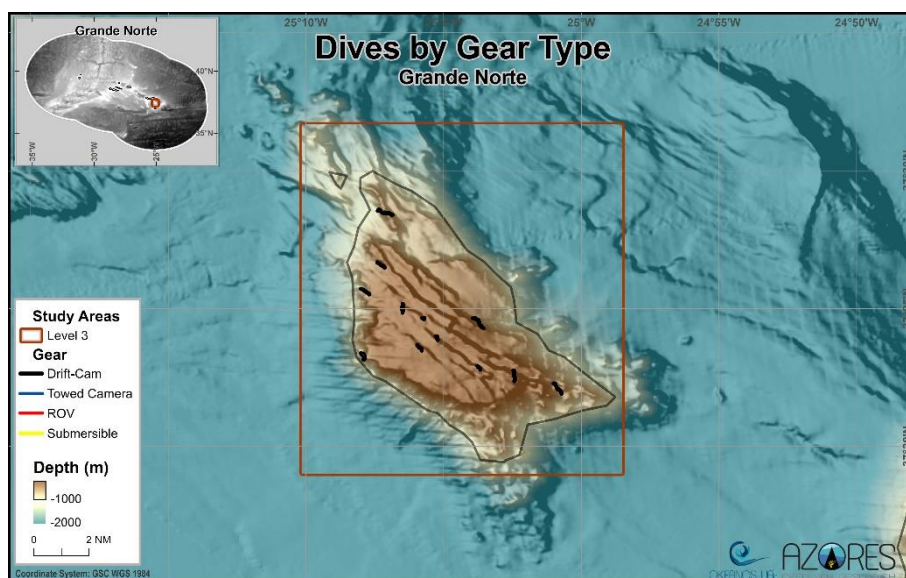 Grande Norte
40°N
35°N
35°W
30°W
25°W
25°10'W
25°W
24°55'W
24°50'W
Dives by Gear Type
Grande Norte
Study Areas
Level 3
Gear
Drift-Cam
Towed Camera
ROV
Submersible
Depth (m)
-1000
-2000
0
2 NM
Coordinate System: GSC WGS 1984
AZORES